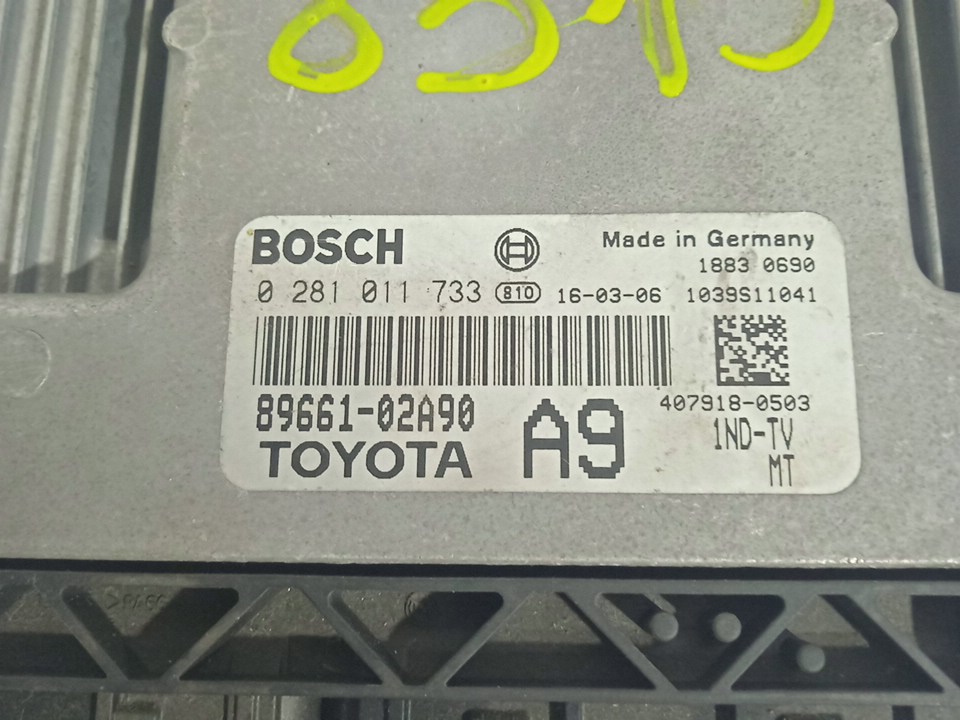 BOSCH Made in Germany
1883 0690
0 281 011 733 810 16-03-06 1039S11041
89661-02A90 A9 407918-0503
TOYOTA 1ND-TV
MT